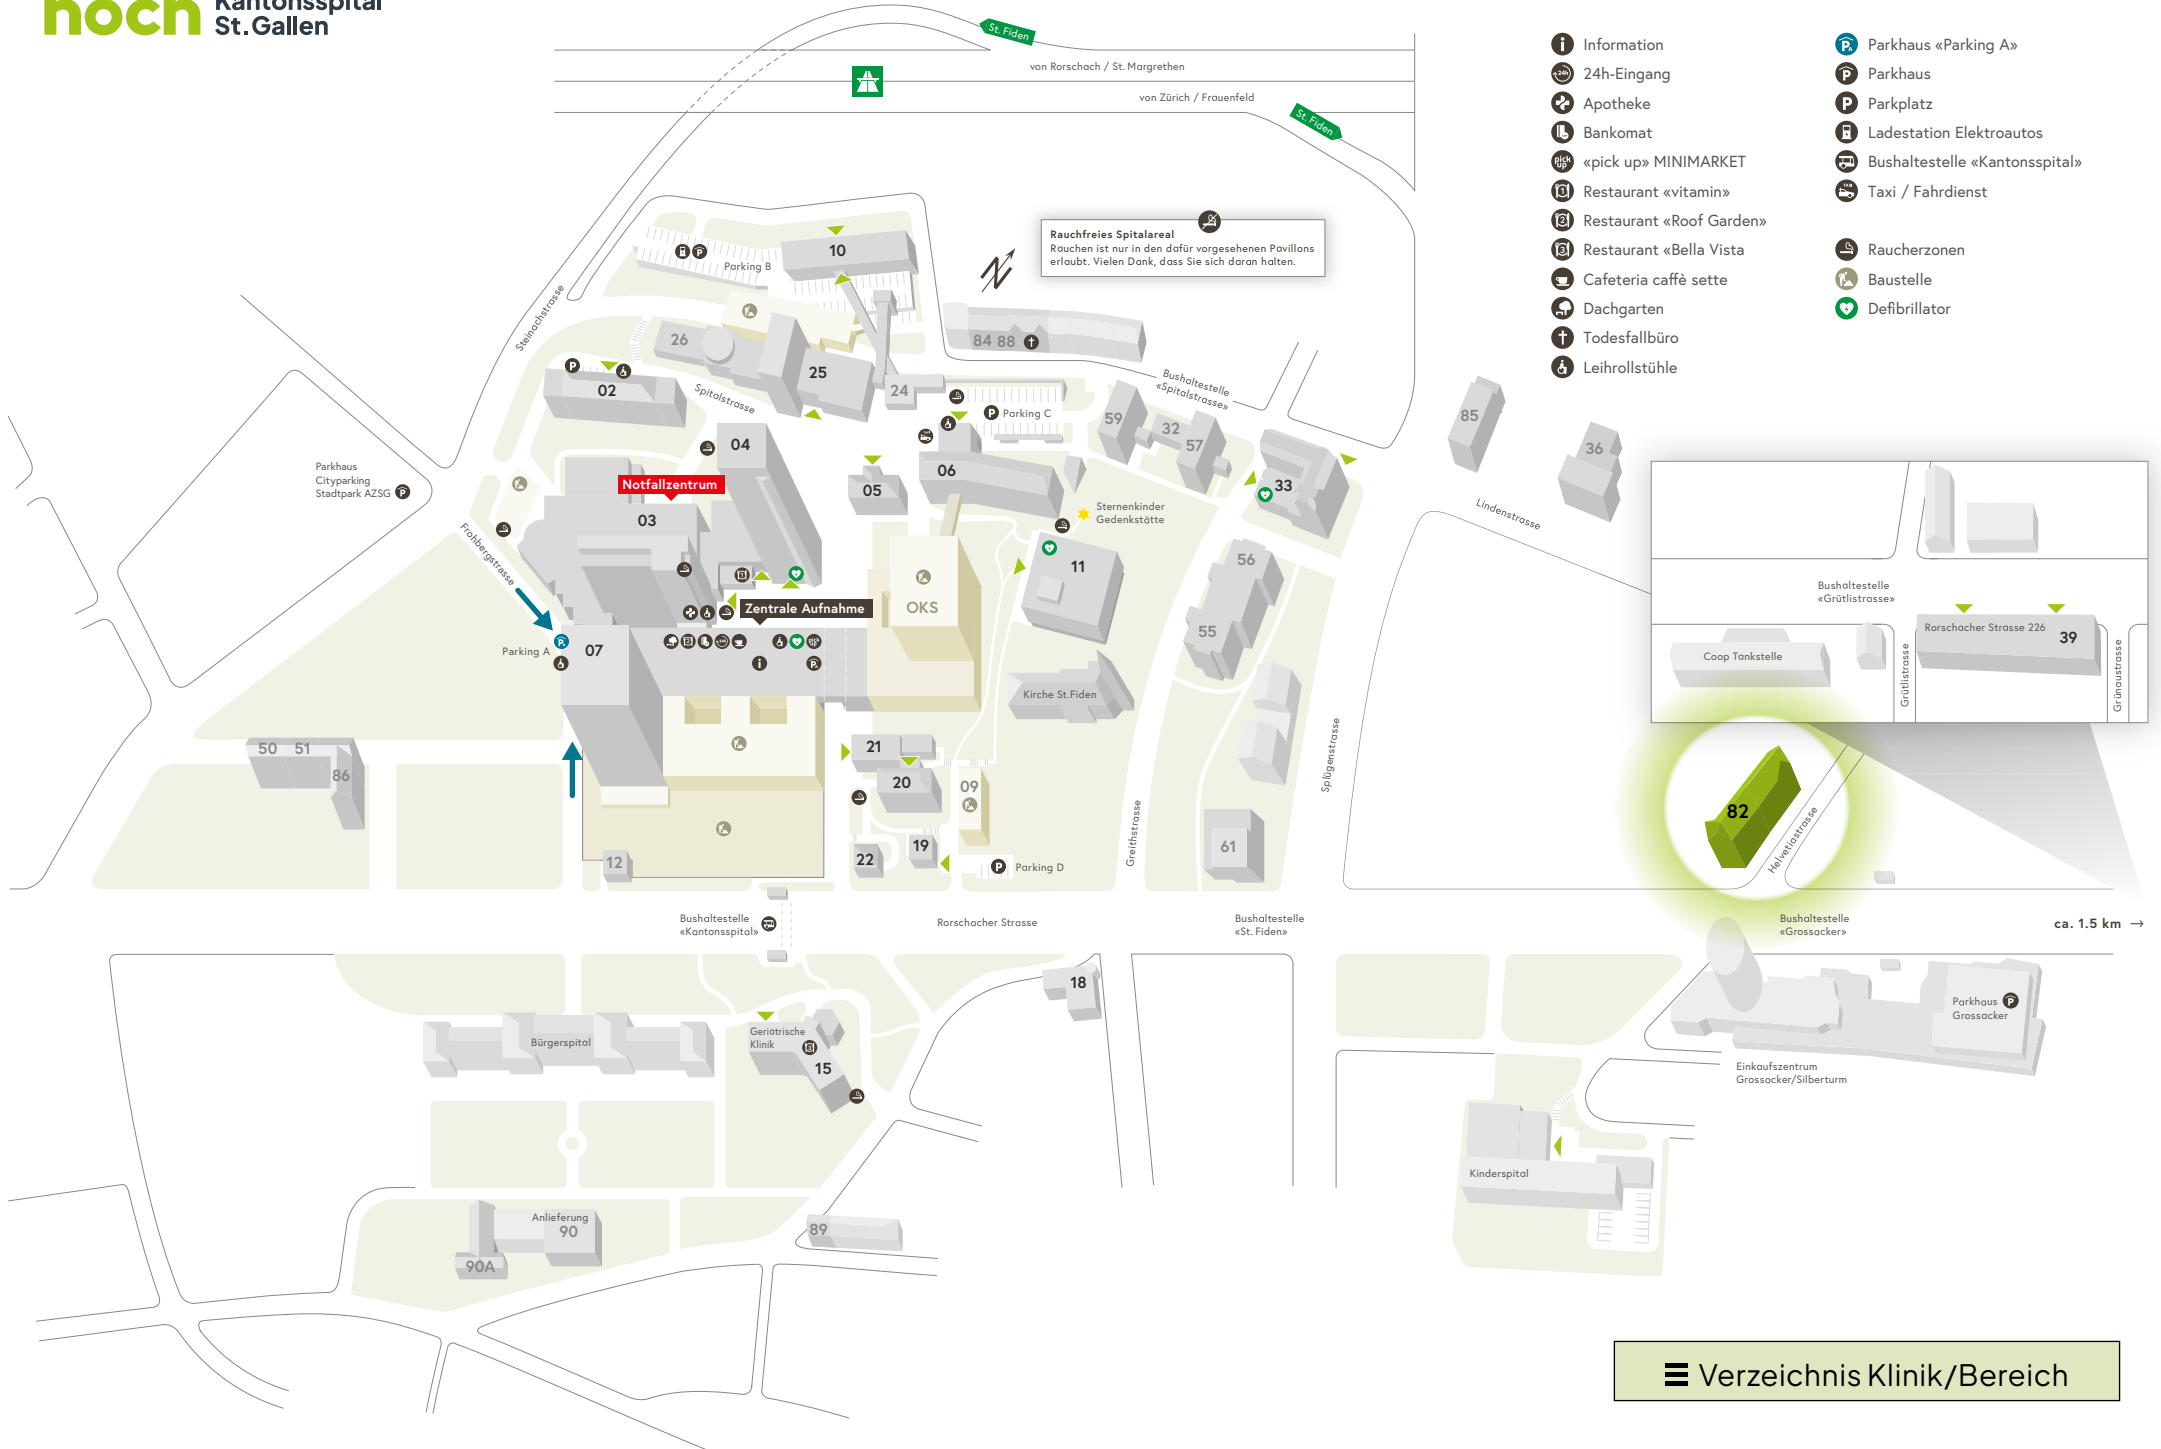 noch
Kantonsspital
St.Gallen
St. Fiden
von Rorschach / St. Margrethen
von Zürich / Frauenfeld
St. Fiden
Information
24h-Eingang
Apotheke
Bankomat
«pick up» MINIMARKET
Restaurant «vitamin»
Restaurant «Roof Garden»
Restaurant «Bella Vista
Cafeteria caffè sette
Dachgarten
Todesfallbüro
Leihrollstühle
Parkhaus «Parking A»
Parkhaus
Parkplatz
Ladestation Elektroautos
Bushaltestelle «Kantonsspital»
Taxi / Fahrdienst
Raucherzonen
Baustelle
Defibrillator
Rauchfreies Spitalareal
Rauchen ist nur in den dafür vorgesehenen Pavillons
erlaubt. Vielen Dank, dass Sie sich daran halten.
N
10
Parking B
Steinachstrasse
26
84 88
25
02
24
Spitalstrasse
Bushaltestelle
«Spitalstrasse»
Parking C
59
32
57
85
36
04
06
05
33
Parkhaus
Cityparking
Stadtpark AZSG
Notfallzentrum
03
Sternenkinder
Gedenkstätte
Lindenstrasse
Frohbergstrasse
11
56
OKS
Zentrale Aufnahme
55
Parking A
07
Kirche St.Fiden
Bushaltestelle
«Grütlistrasse»
Rorschacher Strasse 226
39
Coop Tankstelle
Grütlistrasse
Grünaustrasse
50 51
86
21
20
09
Splügenstrasse
Greithstrasse
82
Helvetiastrasse
12
22
19
61
Parking D
Bushaltestelle
«Kantonsspital»
Rorschacher Strasse
Bushaltestelle
«St. Fiden»
Bushaltestelle
«Grossacker»
ca. 1.5 km →
18
Bürgerspital
Geriatrische
Klinik
15
Parkhaus
Grossacker
Einkaufszentrum
Grossacker/Silberturm
Kinderspital
Anlieferung
90
90A
89
Verzeichnis Klinik/Bereich